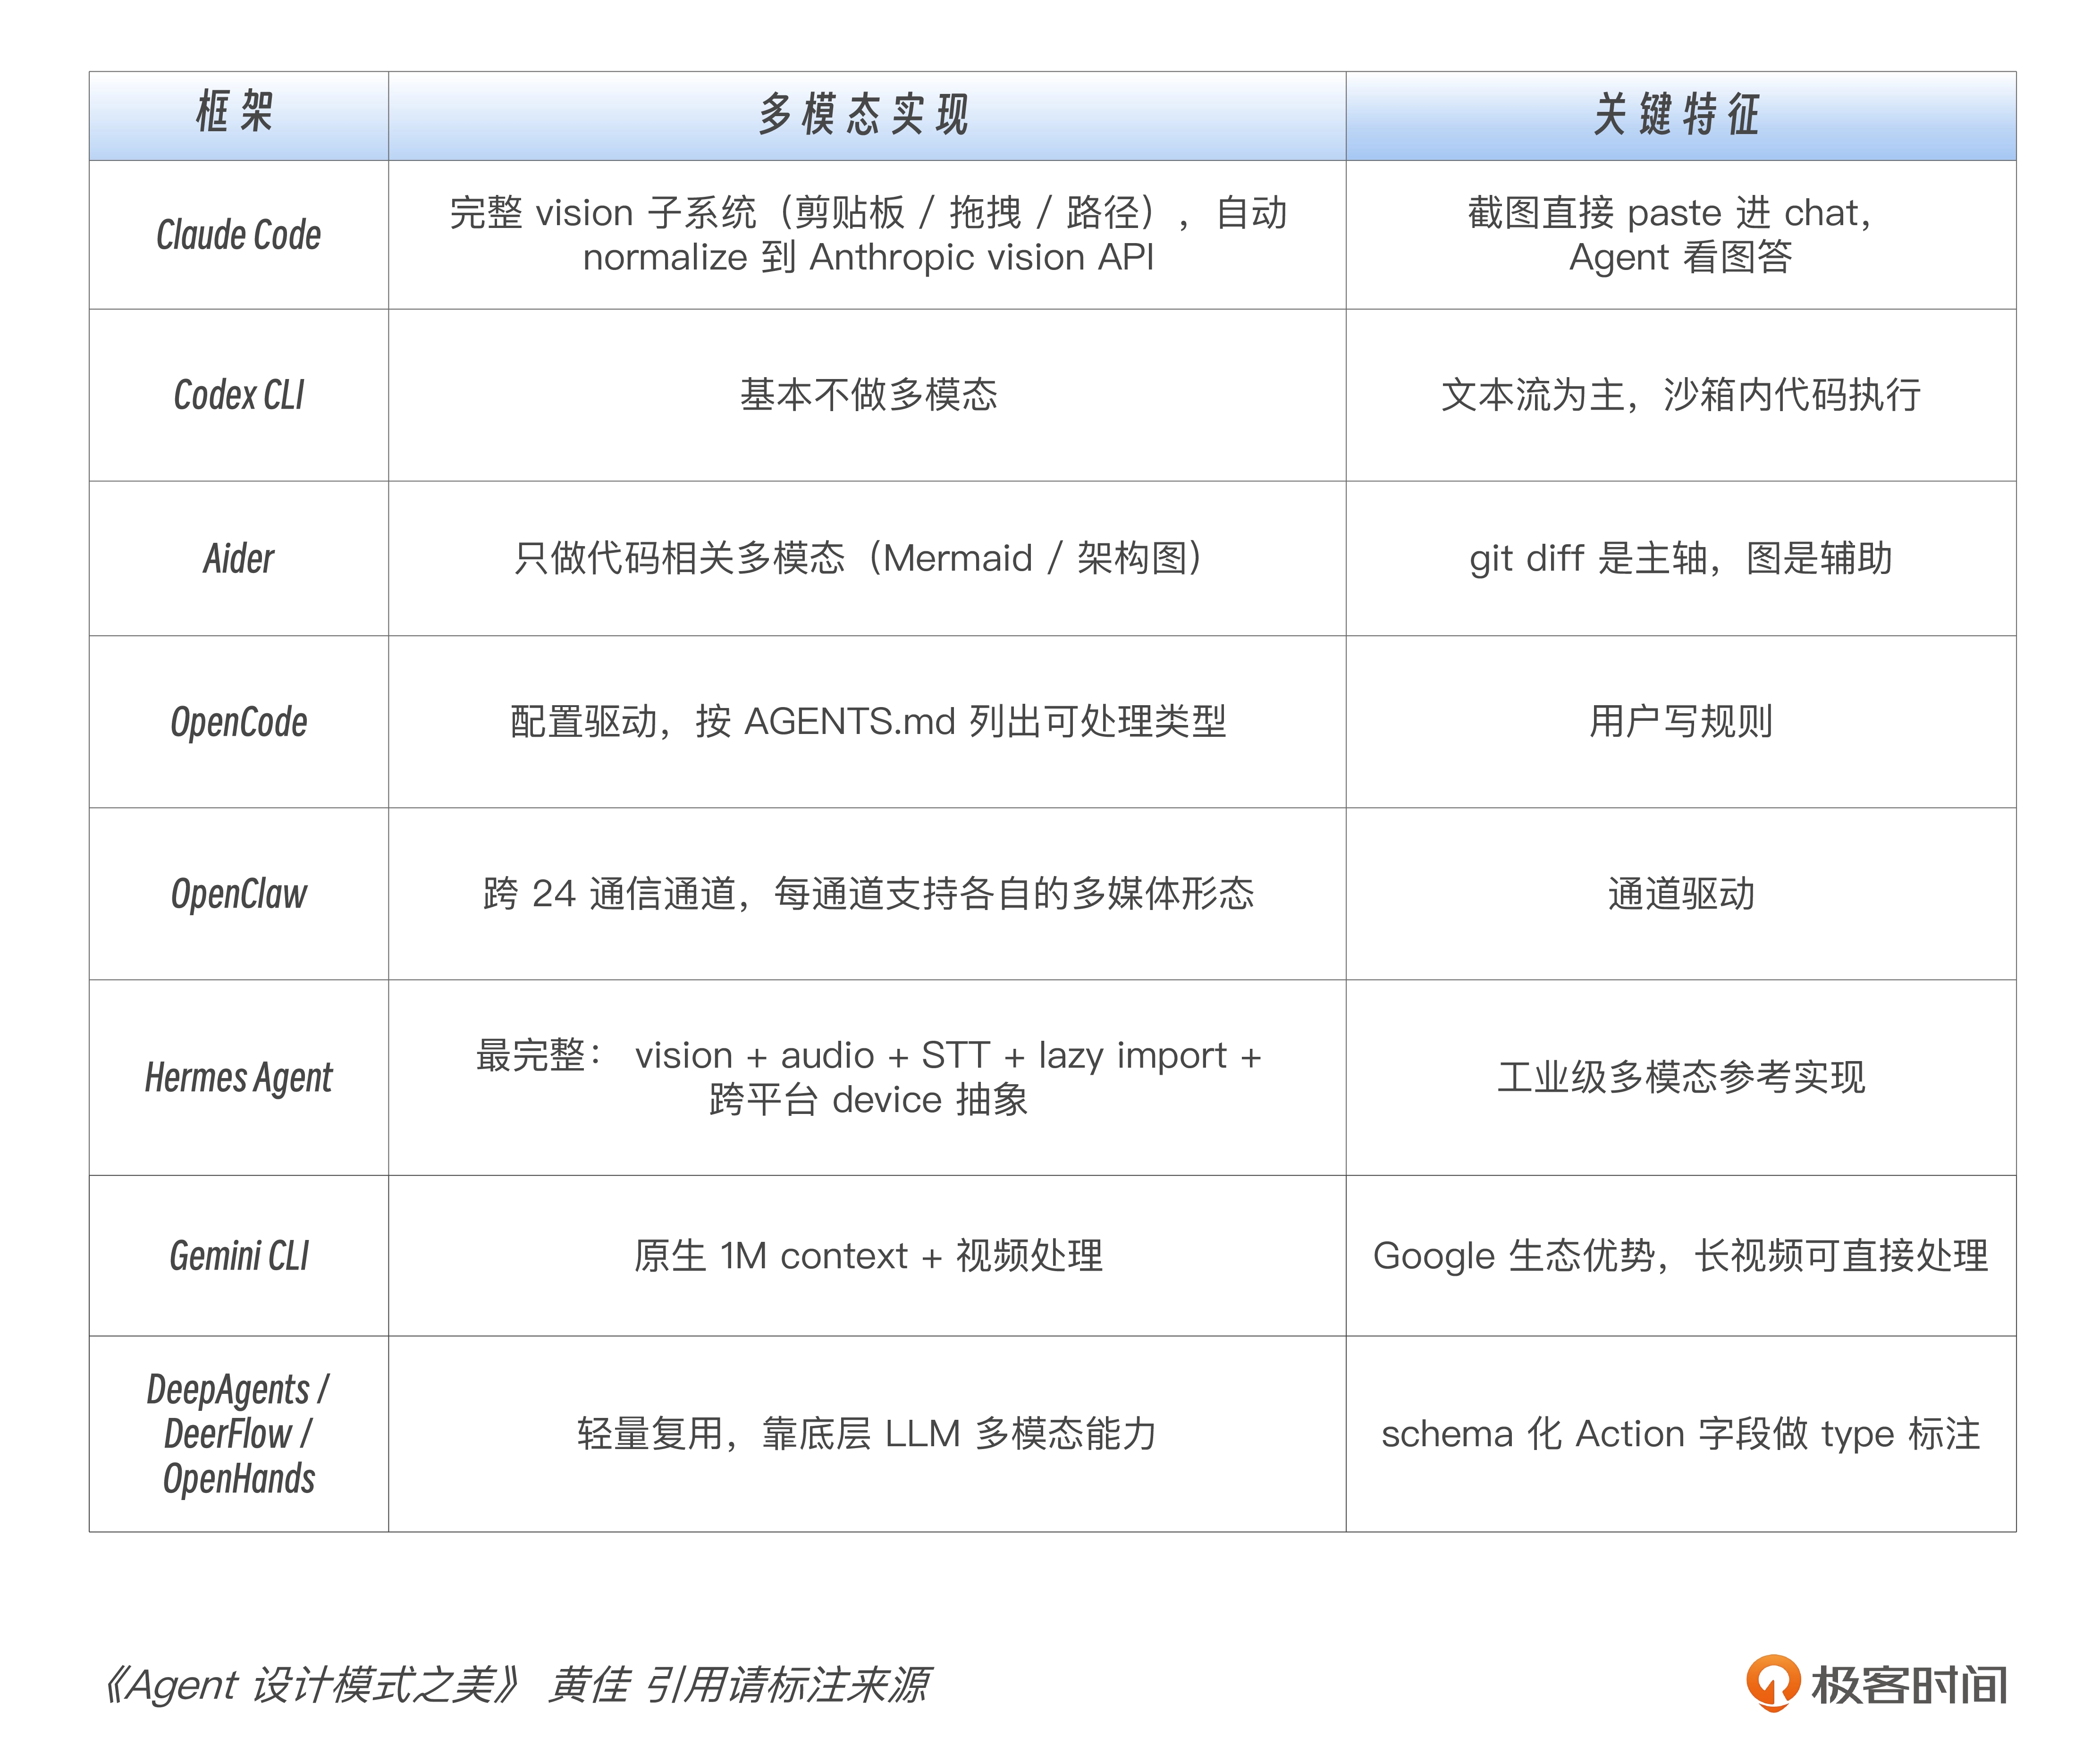 框架 多模态实现 关键特征
Claude Code
完整 vision 子系统（剪贴板 / 拖拽 / 路径），自动
normalize 到 Anthropic vision API
截图直接 paste 进 chat，
Agent 看图答
Codex CLI 基本不做多模态 文本流为主，沙箱内代码执行
Aider 只做代码相关多模态（Mermaid / 架构图） git diff 是主轴，图是辅助
OpenCode 配置驱动，按 AGENTS.md 列出可处理类型 用户写规则
OpenClaw 跨 24 通信通道，每通道支持各自的多媒体形态 通道驱动
Hermes Agent
最完整： vision + audio + STT + lazy import +
跨平台 device 抽象
工业级多模态参考实现
Gemini CLI 原生 1M context + 视频处理 Google 生态优势，长视频可直接处理
DeepAgents /
DeerFlow /
OpenHands
轻量复用，靠底层 LLM 多模态能力
schema 化 Action 字段做 type 标注
《Agent 设计模式之美》 黄佳 引用请标注来源
极客时间